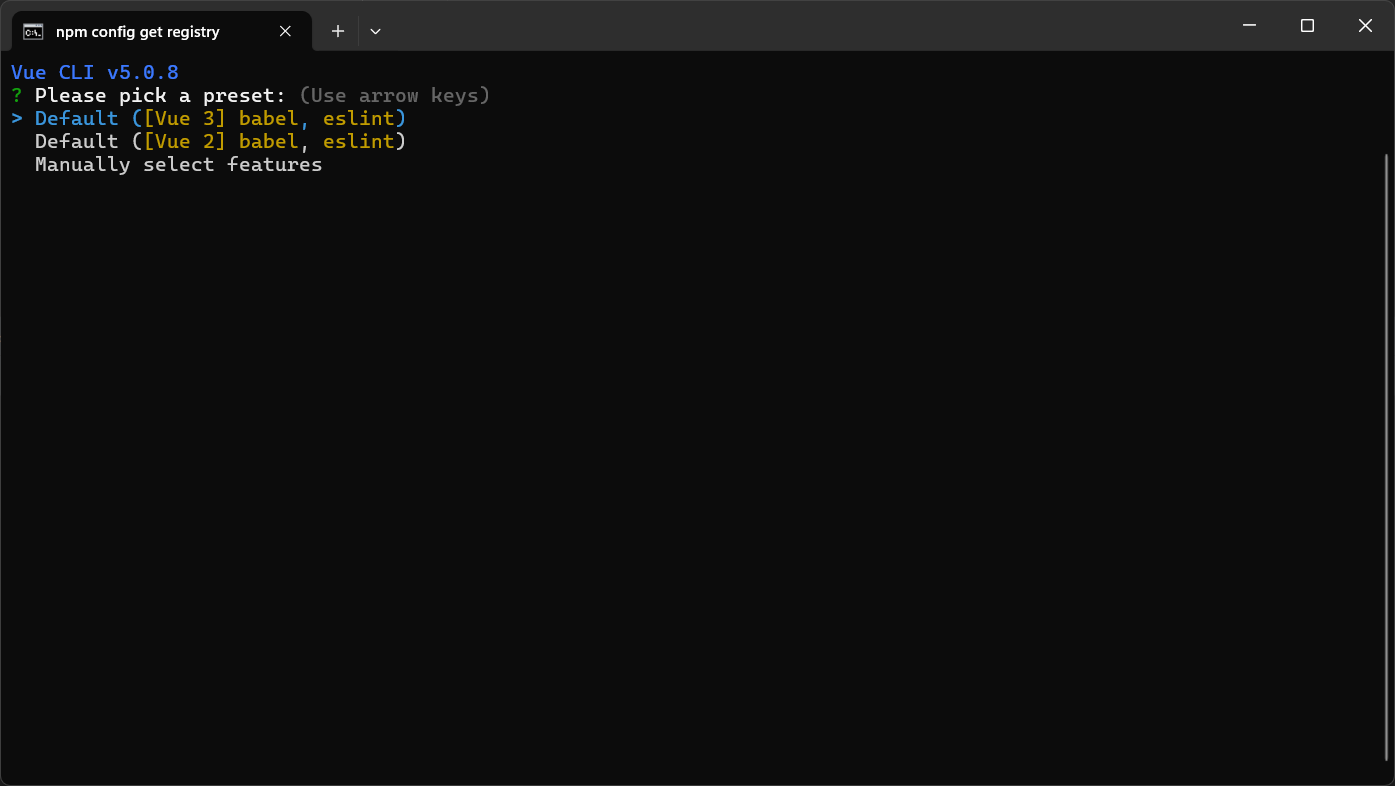 npm config get registry
Vue CLI v5.0.8
? Please pick a preset: (Use arrow keys)
> Default ([Vue 3] babel, eslint)
  Default ([Vue 2] babel, eslint)
  Manually select features